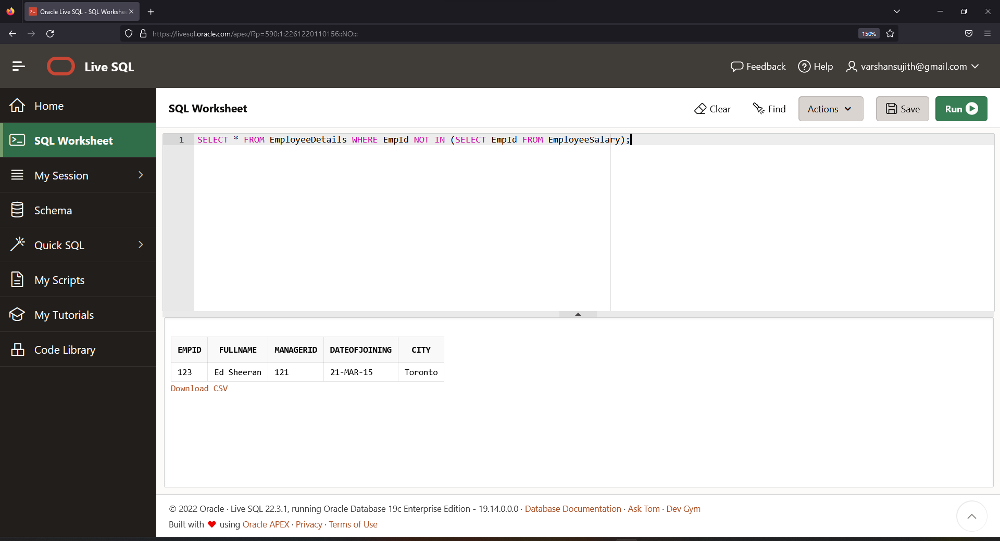 Oracle Live SQL - SQL Workshee
https://livesql.oracle.com/apex/f?p=590:1:2261220110156::NO:::
150%
Live SQL
Feedback
Help
varshansujith@gmail.com
Home
SQL Worksheet
My Session
Schema
Quick SQL
My Scripts
My Tutorials
Code Library
SQL Worksheet
Clear
Find
Actions
Save
Run
1 SELECT * FROM EmployeeDetails WHERE EmpId NOT IN (SELECT EmpId FROM EmployeeSalary);
EMPID FULLNAME MANAGERID DATEOFJOINING CITY
123 Ed Sheeran 121 21-MAR-15 Toronto
Download CSV
© 2022 Oracle · Live SQL 22.3.1, running Oracle Database 19c Enterprise Edition - 19.14.0.0.0 · Database Documentation · Ask Tom · Dev Gym
Built with ❤ using Oracle APEX · Privacy · Terms of Use